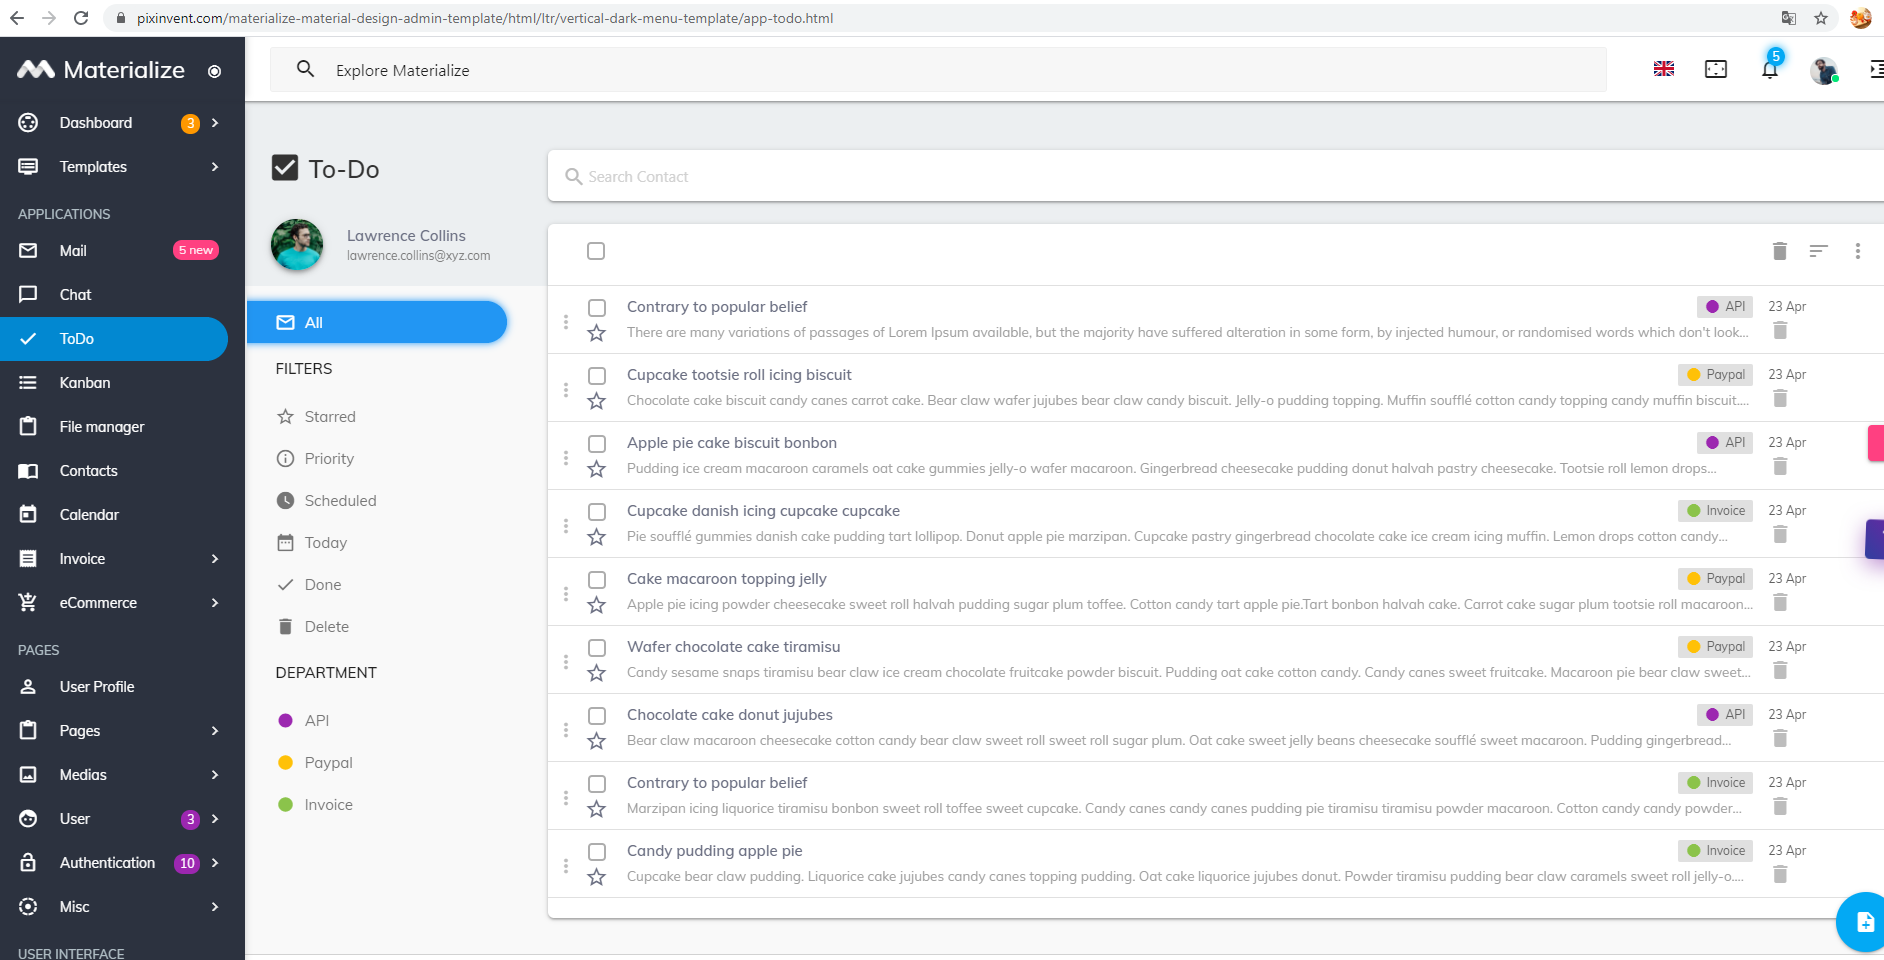 pixinvent.com/materialize-material-design-admin-template/html/ltr/vertical-dark-menu-template/app-todo.html
Materialize
Explore Materialize
5
Dashboard 3
Templates
APPLICATIONS
Mail 5 new
Chat
ToDo
Kanban
File manager
Contacts
Calendar
Invoice
eCommerce
PAGES
User Profile
Pages
Medias
User 3
Authentication 10
Misc
USER INTERFACE
To-Do
Lawrence Collins
lawrence.collins@xyz.com
All
FILTERS
Starred
Priority
Scheduled
Today
Done
Delete
DEPARTMENT
API
Paypal
Invoice
Search Contact
Contrary to popular belief API 23 Apr
There are many variations of passages of Lorem Ipsum available, but the majority have suffered alteration in some form, by injected humour, or randomised words which don't look...
Cupcake tootsie roll icing biscuit Paypal 23 Apr
Chocolate cake biscuit candy canes carrot cake. Bear claw wafer jujubes bear claw candy biscuit. Jelly-o pudding topping. Muffin soufflé cotton candy topping candy muffin biscuit....
Apple pie cake biscuit bonbon API 23 Apr
Pudding ice cream macaroon caramels oat cake gummies jelly-o wafer macaroon. Gingerbread cheesecake pudding donut halvah pastry cheesecake. Tootsie roll lemon drops...
Cupcake danish icing cupcake cupcake Invoice 23 Apr
Pie soufflé gummies danish cake pudding tart lollipop. Donut apple pie marzipan. Cupcake pastry gingerbread chocolate cake ice cream icing muffin. Lemon drops cotton candy...
Cake macaroon topping jelly Paypal 23 Apr
Apple pie icing powder cheesecake sweet roll halvah pudding sugar plum toffee. Cotton candy tart apple pie.Tart bonbon halvah cake. Carrot cake sugar plum tootsie roll macaroon...
Wafer chocolate cake tiramisu Paypal 23 Apr
Candy sesame snaps tiramisu bear claw ice cream chocolate fruitcake powder biscuit. Pudding oat cake cotton candy. Candy canes sweet fruitcake. Macaroon pie bear claw sweet...
Chocolate cake donut jujubes API 23 Apr
Bear claw macaroon cheesecake cotton candy bear claw sweet roll sweet roll sugar plum. Oat cake sweet jelly beans cheesecake soufflé sweet macaroon. Pudding gingerbread...
Contrary to popular belief Invoice 23 Apr
Marzipan icing liquorice tiramisu bonbon sweet roll toffee sweet cupcake. Candy canes candy canes pudding pie tiramisu tiramisu powder macaroon. Cotton candy candy powder...
Candy pudding apple pie Invoice 23 Apr
Cupcake bear claw pudding. Liquorice cake jujubes candy canes topping pudding. Oat cake liquorice jujubes donut. Powder tiramisu pudding bear claw caramels sweet roll jelly-o....